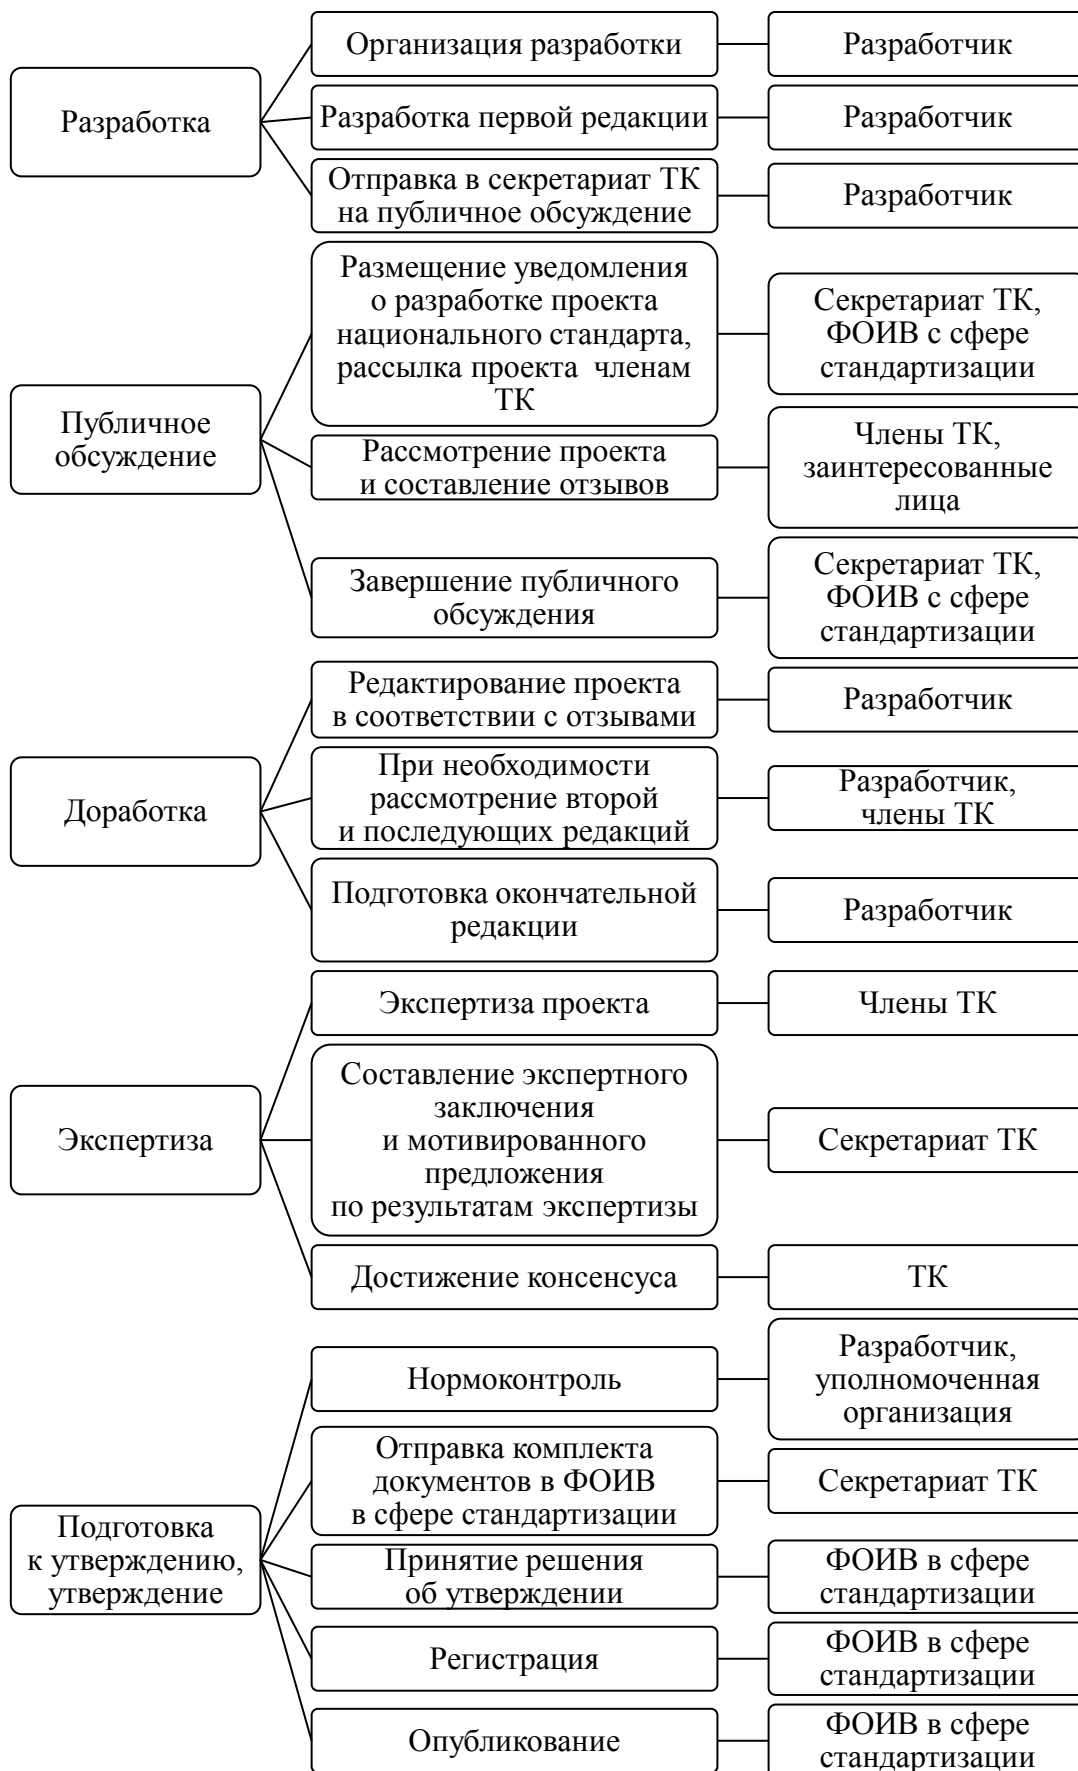 Разработка
Организация разработки
Разработчик
Разработка первой редакции
Разработчик
Отправка в секретариат ТК
на публичное обсуждение
Разработчик
Публичное
обсуждение
Размещение уведомления
о разработке проекта
национального стандарта,
рассылка проекта членам
ТК
Секретариат ТК,
ФОИВ с сфере
стандартизации
Рассмотрение проекта
и составление отзывов
Члены ТК,
заинтересованные
лица
Завершение публичного
обсуждения
Секретариат ТК,
ФОИВ с сфере
стандартизации
Доработка
Редактирование проекта
в соответствии с отзывами
Разработчик
При необходимости
рассмотрение второй
и последующих редакций
Разработчик,
члены ТК
Подготовка окончательной
редакции
Разработчик
Экспертиза
Экспертиза проекта
Члены ТК
Составление экспертного
заключения
и мотивированного
предложения
по результатам экспертизы
Секретариат ТК
Достижение консенсуса
ТК
Подготовка
к утверждению,
утверждение
Нормоконтроль
Разработчик,
уполномоченная
организация
Отправка комплекта
документов в ФОИВ
в сфере стандартизации
Секретариат ТК
Принятие решения
об утверждении
ФОИВ в сфере
стандартизации
Регистрация
ФОИВ в сфере
стандартизации
Опубликование
ФОИВ в сфере
стандартизации